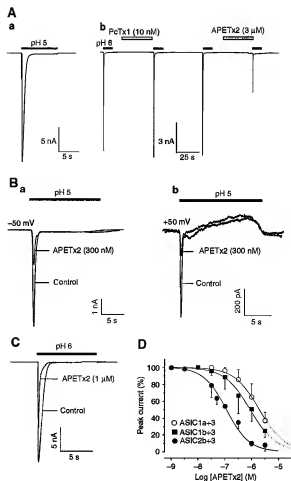 A
a
pH 5
5 nA
5 s
b
PcTx1 (10 nM)
APETx2 (3 µM)
pH 6
3 nA
25 s
B
a
pH 5
−50 mV
APETx2 (300 nM)
Control
1 nA
5 s
b
pH 5
+50 mV
APETx2 (300 nM)
Control
200 pA
5 s
C
pH 6
APETx2 (1 µM)
Control
5 nA
5 s
D
Peak current (%)
100
80
60
40
20
0
ASIC1a+3
ASIC1b+3
ASIC2b+3
−9 −8 −7 −6 −5
Log [APETx2] (M)